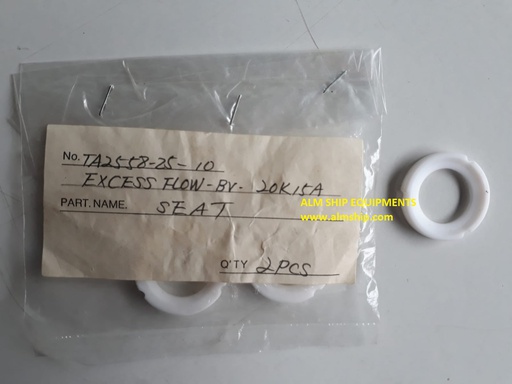 No. TA2558-25-10
EXCESS FLOW-BV- 20K15A
PART. NAME. SEAT
ALM SHIP EQUIPMENTS
www.almship.com
Q'TY 2PCS